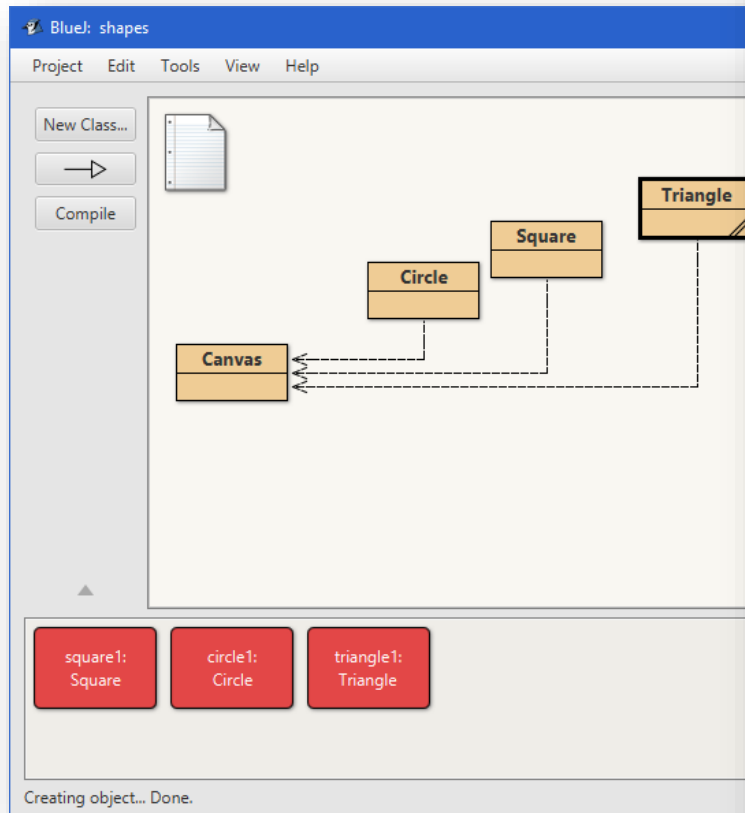 BlueJ: shapes
Project Edit Tools View Help
New Class...
Compile
Triangle
Square
Circle
Canvas
square1:
Square
circle1:
Circle
triangle1:
Triangle
Creating object... Done.